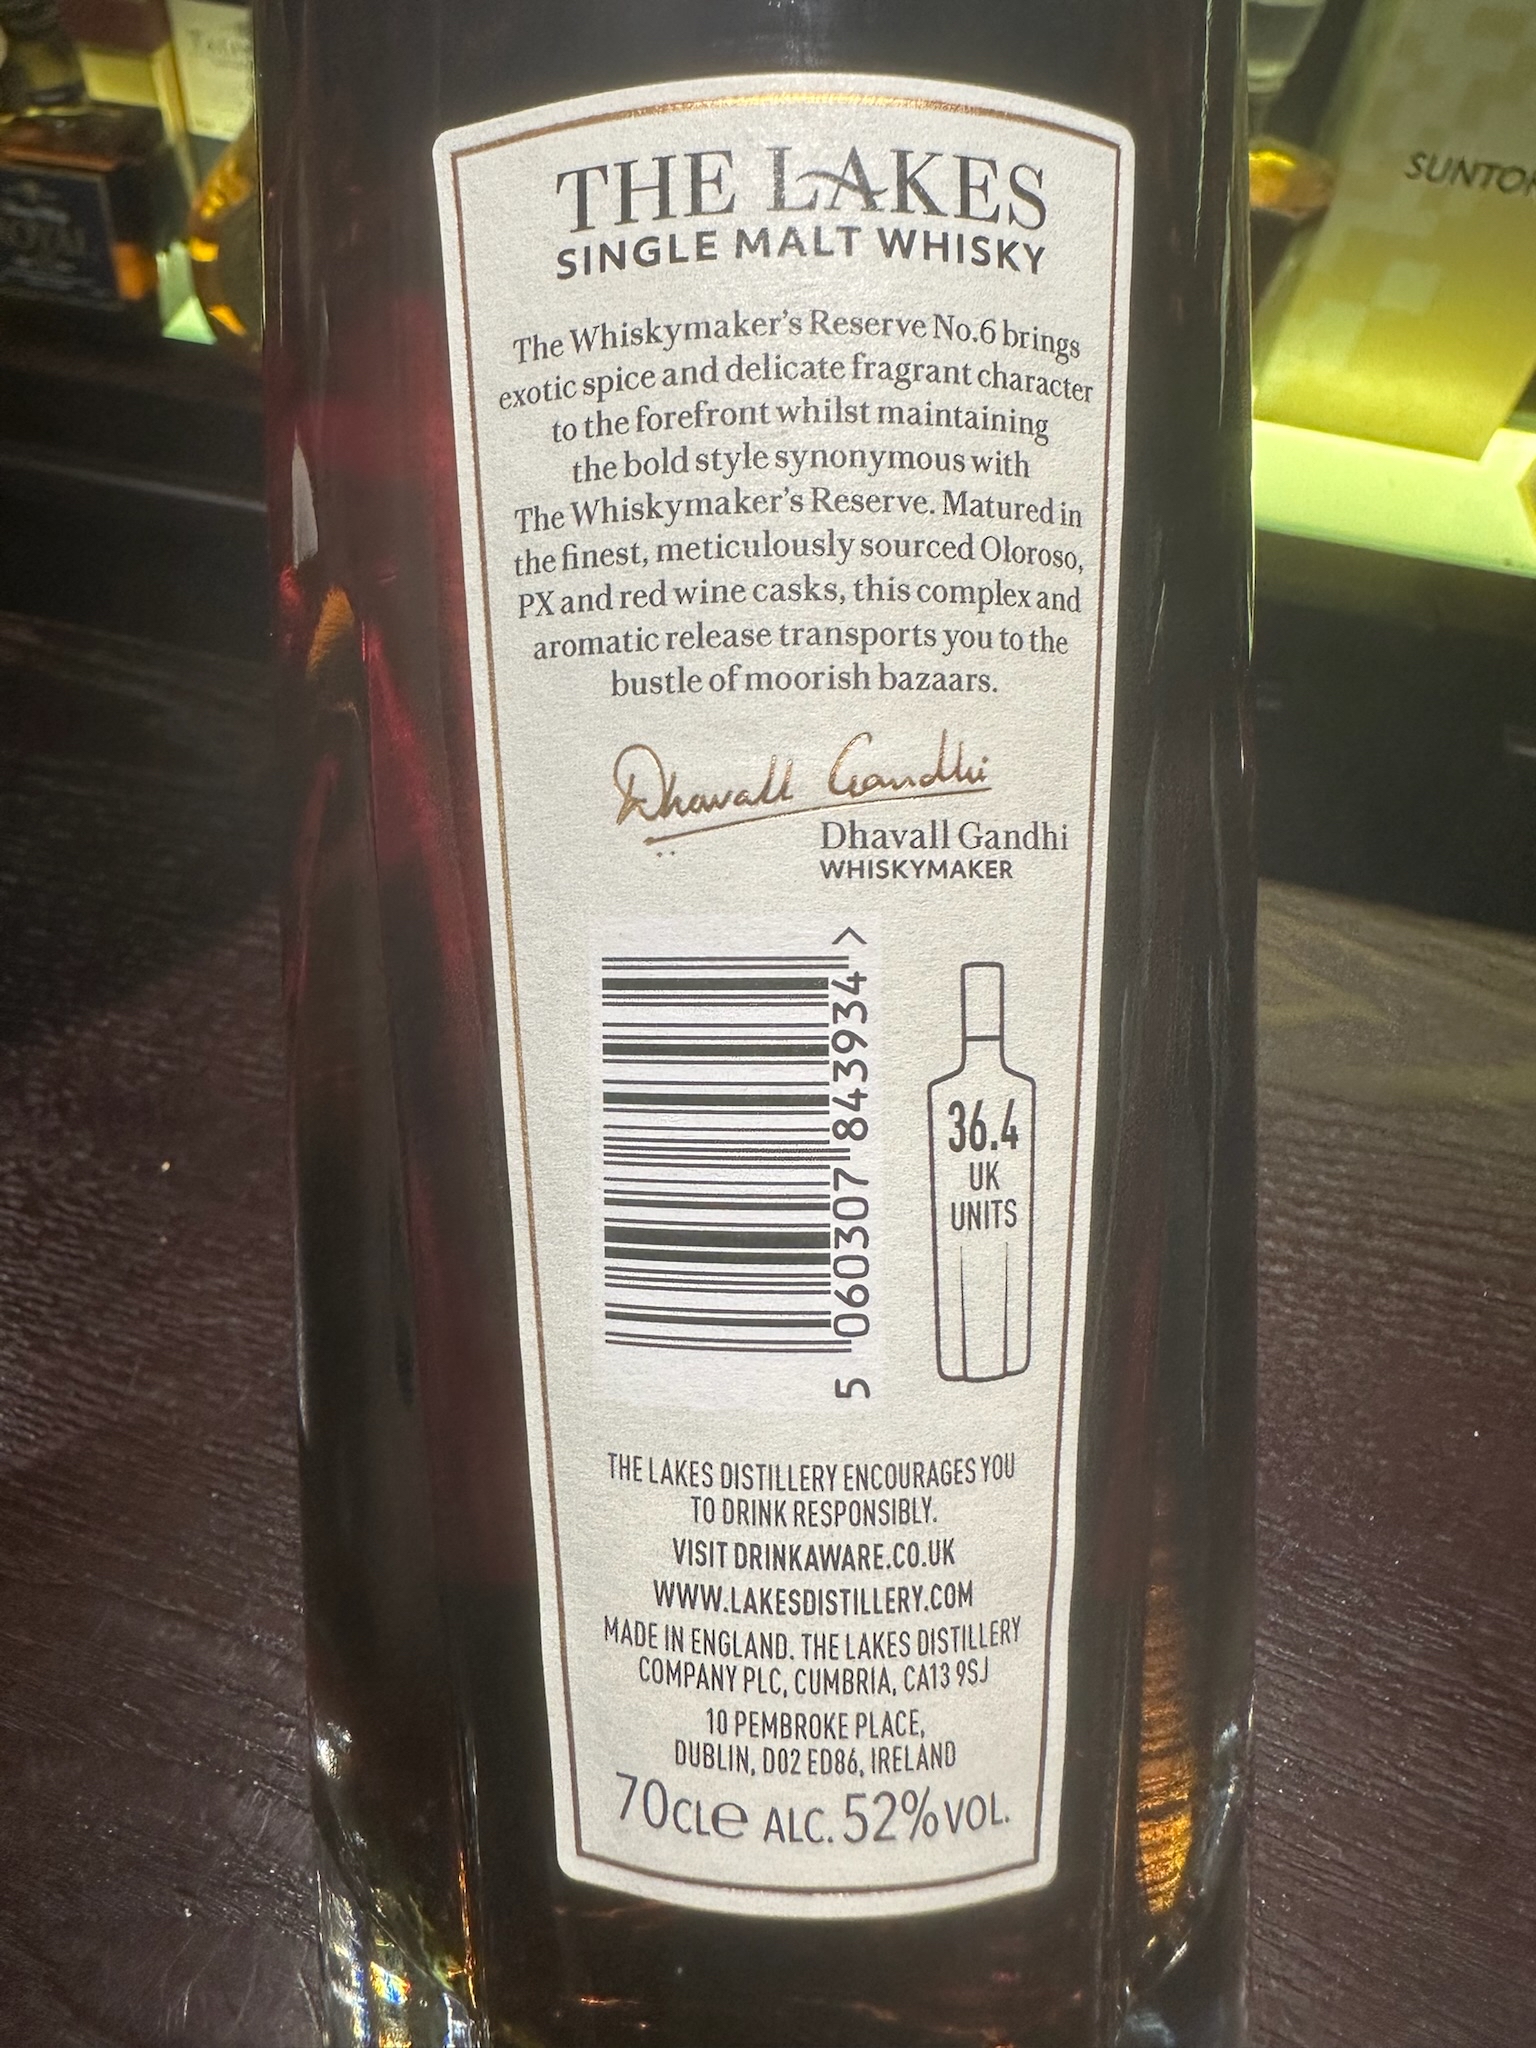 THE LAKES
SINGLE MALT WHISKY
The Whiskymaker's Reserve No.6 brings
exotic spice and delicate fragrant character
to the forefront whilst maintaining
the bold style synonymous with
The Whiskymaker's Reserve. Matured in
the finest, meticulously sourced Oloroso,
PX and red wine casks, this complex and
aromatic release transports you to the
bustle of moorish bazaars.
Dhavall Gandhi
Dhavall Gandhi
WHISKYMAKER
5 060307 843934 >
36.4
UK
UNITS
THE LAKES DISTILLERY ENCOURAGES YOU
TO DRINK RESPONSIBLY.
VISIT DRINKAWARE.CO.UK
WWW.LAKESDISTILLERY.COM
MADE IN ENGLAND. THE LAKES DISTILLERY
COMPANY PLC, CUMBRIA, CA13 9SJ
10 PEMBROKE PLACE,
DUBLIN, D02 ED86, IRELAND
70CLe ALC. 52% VOL.